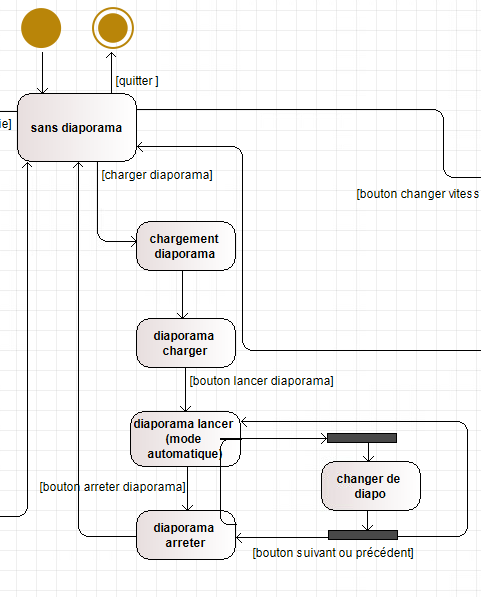 [quitter ]
ie]
sans diaporama
[charger diaporama]
[bouton changer vitess
chargement
diaporama
diaporama
charger
[bouton lancer diaporama]
diaporama lancer
(mode
automatique)
changer de
diapo
[bouton arreter diaporama]
diaporama
arreter
[bouton suivant ou précédent]